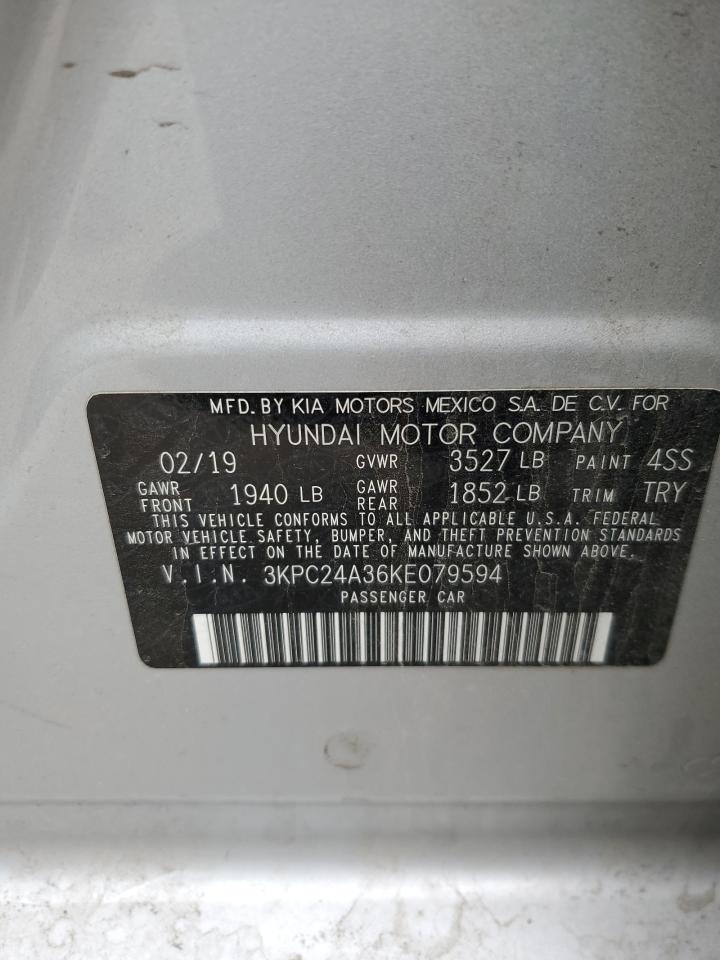 MFD. BY KIA MOTORS MEXICO S.A. DE C.V. FOR
HYUNDAI MOTOR COMPANY
02/19 GVWR 3527 LB PAINT 4SS
GAWR FRONT 1940 LB GAWR REAR 1852 LB TRIM TRY
THIS VEHICLE CONFORMS TO ALL APPLICABLE U.S.A. FEDERAL
MOTOR VEHICLE SAFETY, BUMPER, AND THEFT PREVENTION STANDARDS
IN EFFECT ON THE DATE OF MANUFACTURE SHOWN ABOVE.
V.I.N. 3KPC24A36KE079594
PASSENGER CAR